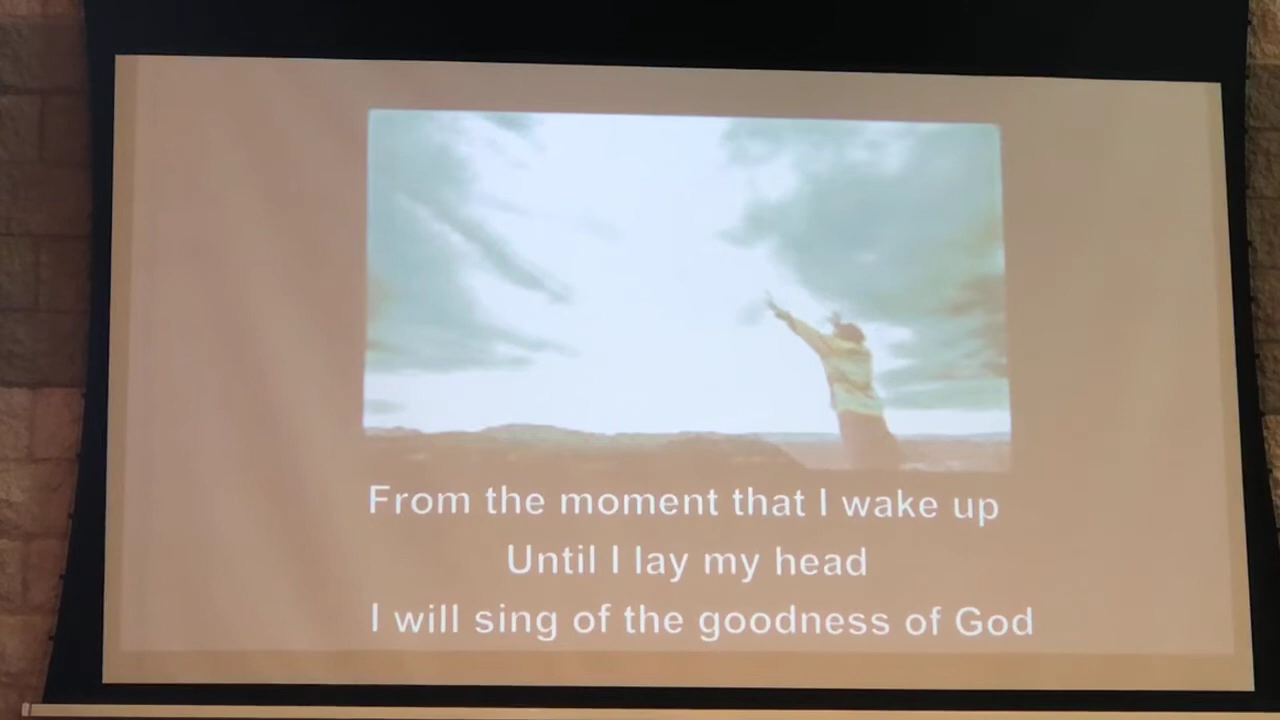 From the moment that I wake up
Until I lay my head
I will sing of the goodness of God